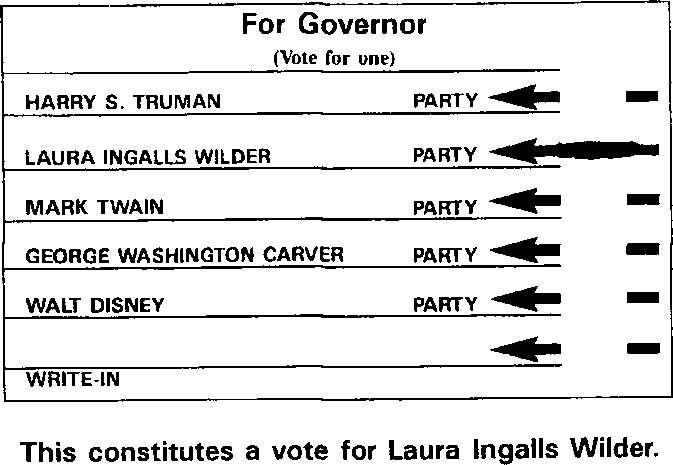 For Governor
(Vote for one)
HARRY S. TRUMAN PARTY
LAURA INGALLS WILDER PARTY
MARK TWAIN PARTY
GEORGE WASHINGTON CARVER PARTY
WALT DISNEY PARTY
WRITE-IN
This constitutes a vote for Laura Ingalls Wilder.